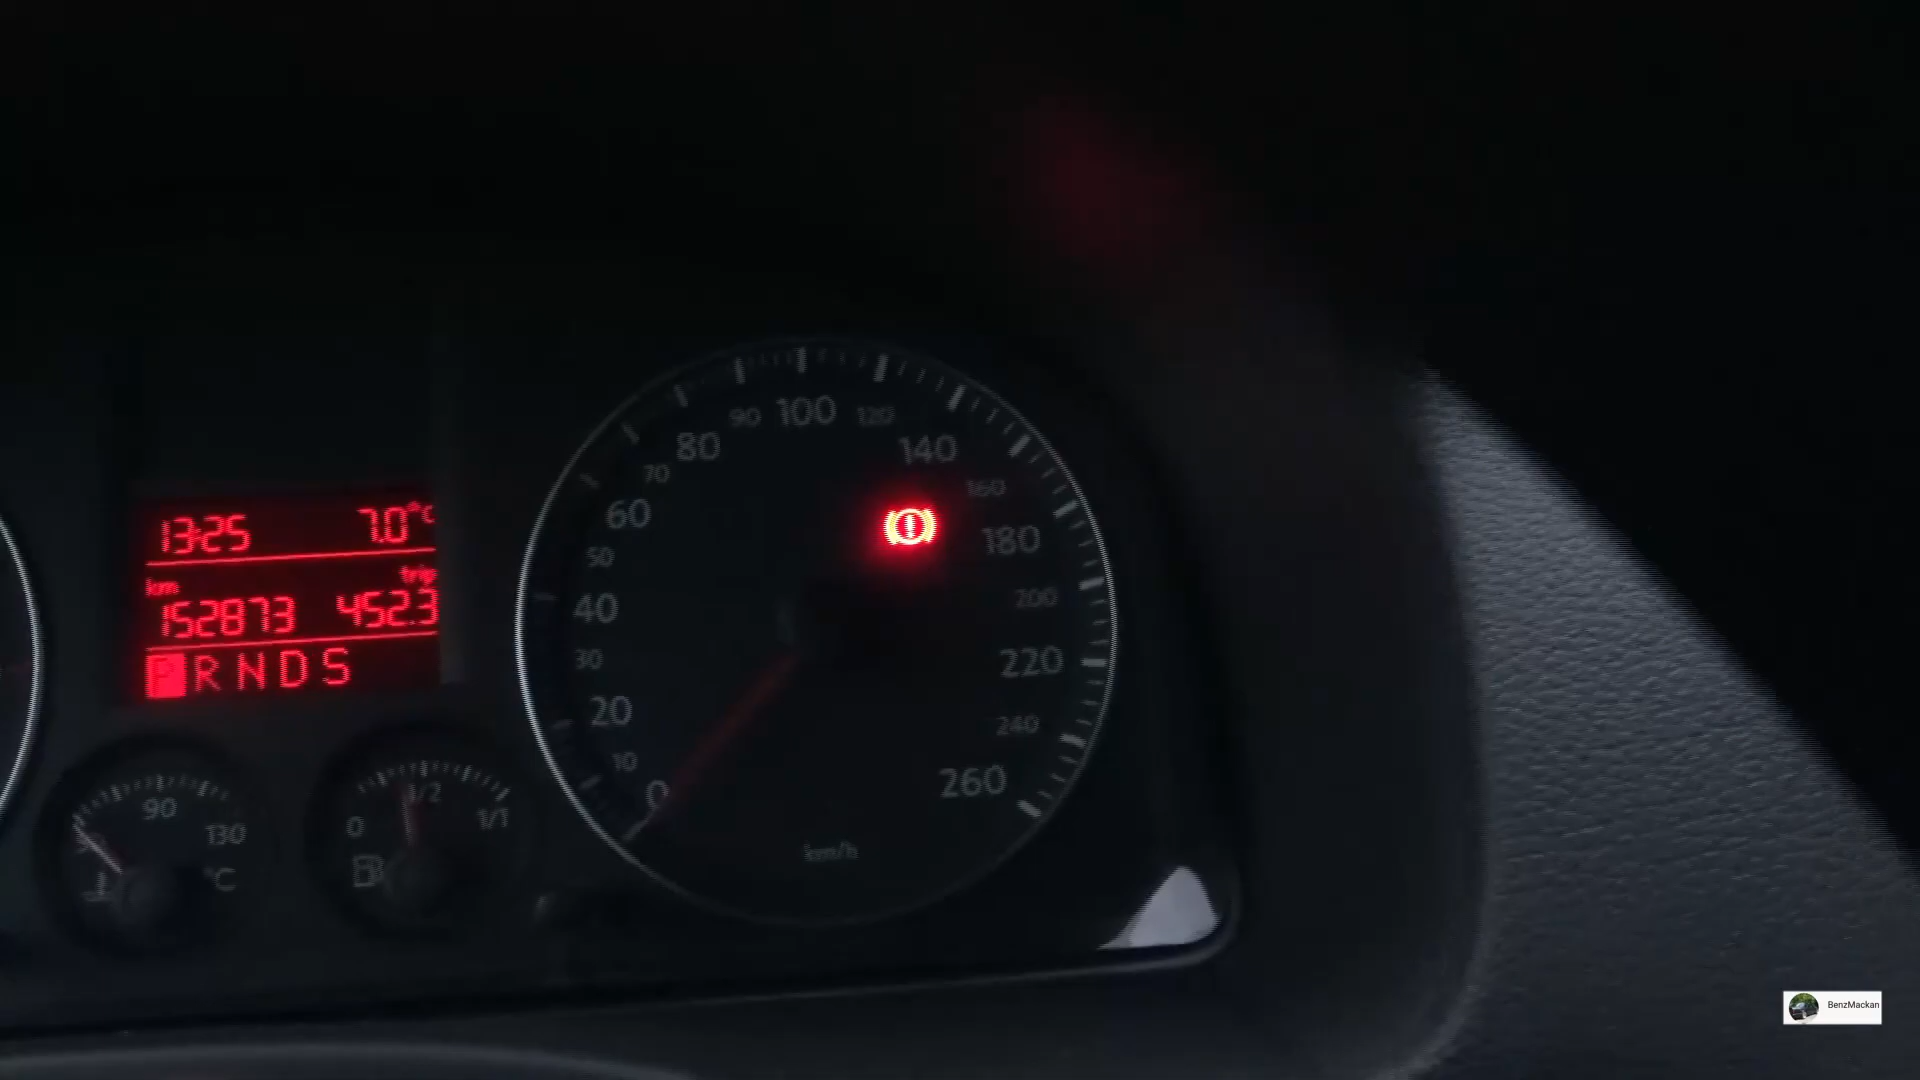 13:25 7.0°C
km trip
152873 452.3
P R N D S
0 10 20 30 40 50 60 70 80 90 100 120 140 160 180 200 220 240 260
km/h
90 130
°C
0 1/2 1/1
BenzMackan